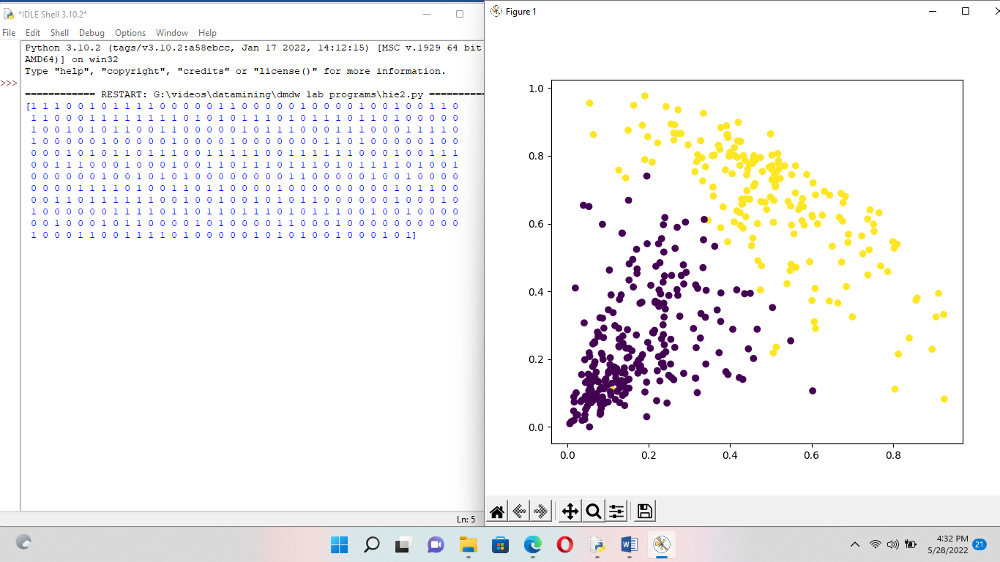 *IDLE Shell 3.10.2*
File Edit Shell Debug Options Window Help
Python 3.10.2 (tags/v3.10.2:a58ebcc, Jan 17 2022, 14:12:15) [MSC v.1929 64 bit
AMD64)] on win32
Type "help", "copyright", "credits" or "license()" for more information.
>>>
============ RESTART: G:\videos\datamining\dmdw lab programs\hie2.py ==========
[1 1 1 0 0 1 0 1 1 1 1 0 0 0 0 1 0 0 0 0 0 1 0 0 0 0 1 0 0 1 0 0 1 1 0
1 1 0 0 0 1 1 1 1 1 1 1 0 1 0 1 1 0 1 0 1 1 1 0 1 1 0 0 1 0 0 0 0 0
1 0 0 1 0 1 0 1 1 0 0 1 0 0 0 0 0 1 0 1 1 1 0 0 0 1 1 1 0 0 0 1 1 1 0
1 0 0 0 0 0 1 0 0 0 0 0 1 0 0 0 0 1 0 0 0 0 0 0 0 1 1 0 1 0 0 0 0 1 0 0
0 0 0 1 0 1 0 1 1 0 1 1 1 0 0 1 1 1 1 1 0 0 1 1 1 1 1 1 0 0 0 1 0 0 1 1 1
0 0 1 1 1 0 0 0 1 1 0 0 0 1 0 1 1 0 0 0 1 0 0 0 0 0 1 1 1 0 1 1 0 1 0 0 1
0 0 0 0 0 0 1 0 0 1 0 1 0 1 0 0 0 0 0 0 0 0 1 1 0 0 0 0 1 0 0 1 1 0 0 0
0 0 0 0 1 1 1 1 1 0 0 1 1 0 1 0 0 1 0 0 1 0 0 0 0 0 0 0 0 0 0 1 0 1 1 0 0
0 0 1 1 0 1 1 1 1 1 1 0 0 1 0 0 1 1 0 0 1 0 1 0 1 1 1 0 0 0 0 1 0 0 0 1 0
1 0 0 0 0 0 0 1 1 1 0 1 0 0 1 0 1 1 0 1 0 0 1 0 1 1 0 1 1 1 0 0 1 0 0 0 0
0 0 1 0 0 0 1 0 1 1 0 0 0 0 1 0 1 0 0 0 0 1 1 0 0 0 1 0 0 0 0 0 0 0 0 0 0
1 0 0 0 1 1 0 0 1 1 1 1 0 1 0 0 0 0 0 1 0 1 0 1 0 0 1 0 0 0 1 0 1]
Ln: 5
Figure 1
1.0
0.8
0.6
0.4
0.2
0.0
0.0 0.2 0.4 0.6 0.8
4:32 PM
5/28/2022
21